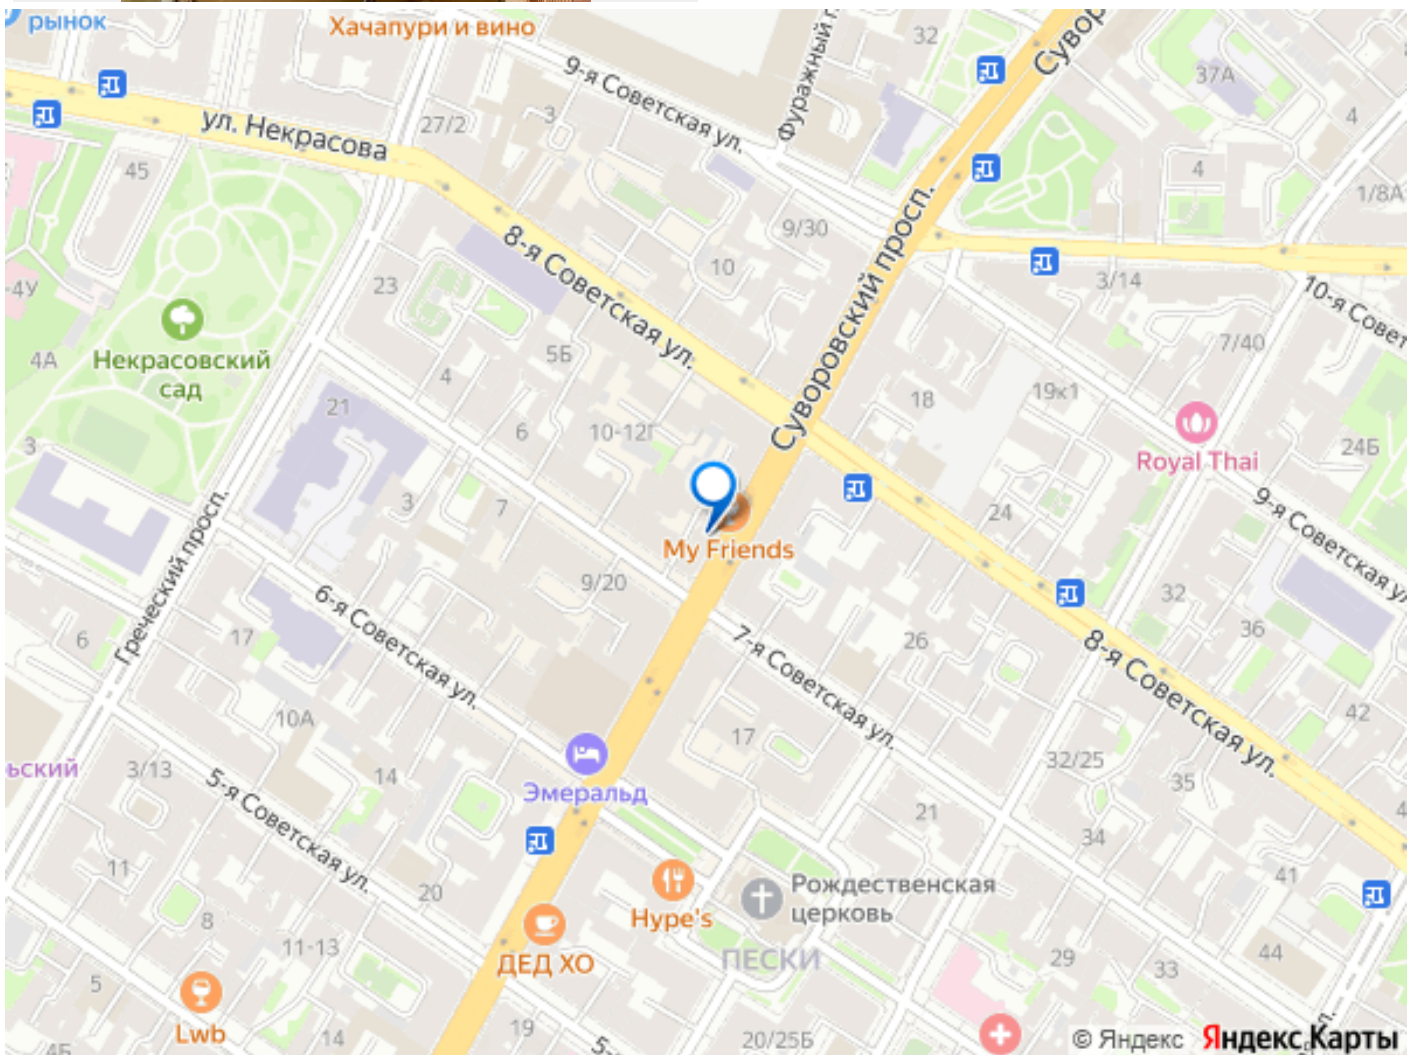 рынок
Хачапури и вино
32
Сувор
9-я Советская ул.
Фуражный п
37А
4
ул. Некрасова
27/2
3
45
10
4
1/8А
9/30
8-я Советская ул.
10
Суворовский просп.
-4У
23
3/14
10-я Совет
4А
Некрасовский
сад
5Б
7/40
4
21
18
19к1
6
10-12Г
Royal Thai
24Б
3
3
7
24
9-я Советская ул
My Friends
Греческий просп.
9/20
6-я Советская ул.
32
6
17
7-я Советская ул.
26
36
8-я Советская ул.
10А
17
42
ьский
3/13
14
Эмеральд
32/25
35
5-я Советская ул.
21
4
34
11
20
Hype's
Рождественская
церковь
41
8
ДЕД ХО
ПЕСКИ
11-13
44
5
29
33
Lwb
14
19
5-
20/25Б
л.
4Б
© Яндекс Яндекс Карты